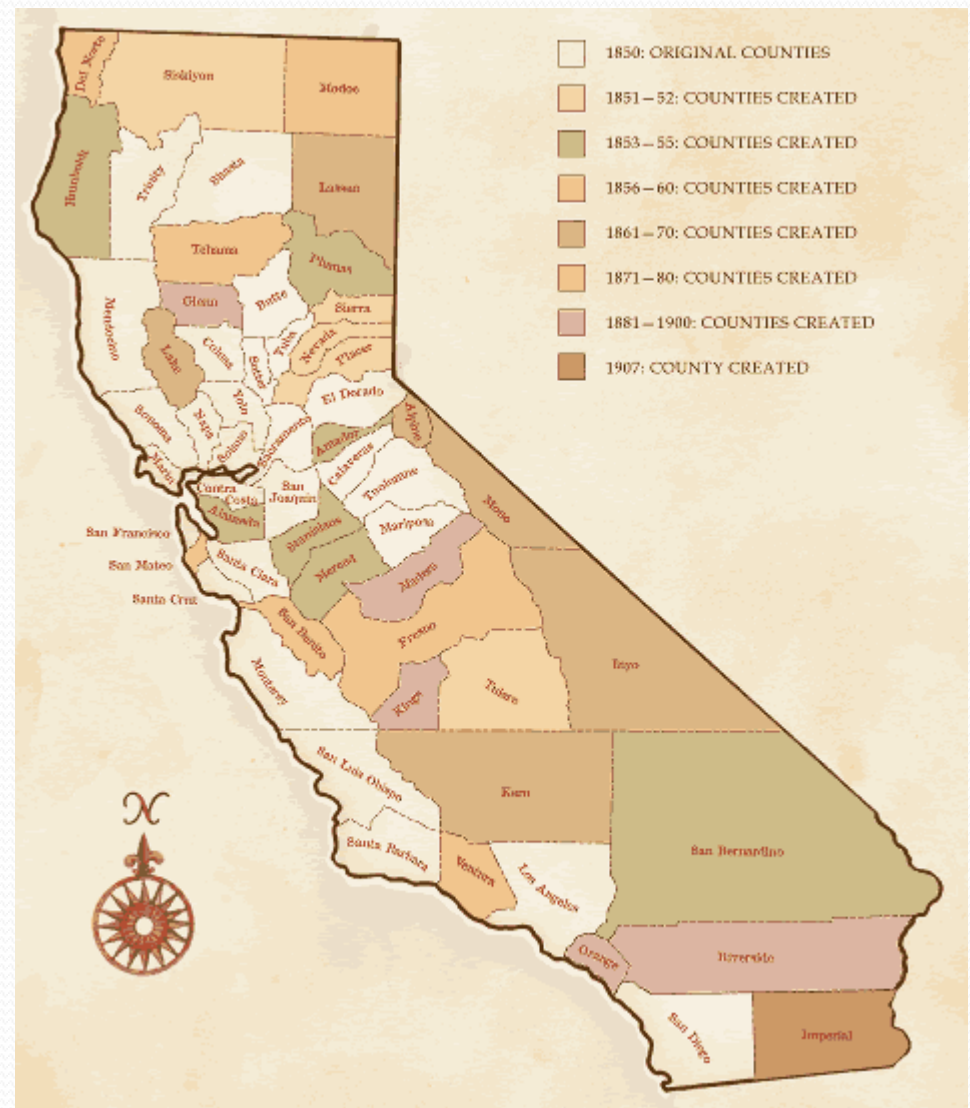 1850: ORIGINAL COUNTIES
1851–52: COUNTIES CREATED
1853–55: COUNTIES CREATED
1856–60: COUNTIES CREATED
1861–70: COUNTIES CREATED
1871–80: COUNTIES CREATED
1881–1900: COUNTIES CREATED
1907: COUNTY CREATED
Del Norte
Siskiyou
Modoc
Humboldt
Trinity
Shasta
Lassen
Tehama
Plumas
Mendocino
Glenn
Butte
Sierra
Lake
Colusa
Sutter
Yuba
Nevada
Placer
Sonoma
Napa
Yolo
Solano
Sacramento
El Dorado
Marin
Amador
Alpine
Calaveras
Tuolumne
Mono
Contra
Costa
San
Joaquin
Alameda
Stanislaus
Mariposa
San Francisco
San Mateo
Santa Clara
Merced
Madera
Santa Cruz
San Benito
Fresno
Monterey
Kings
Tulare
Inyo
San Luis Obispo
Kern
San Bernardino
Santa Barbara
Ventura
Los Angeles
Orange
Riverside
San Diego
Imperial
N